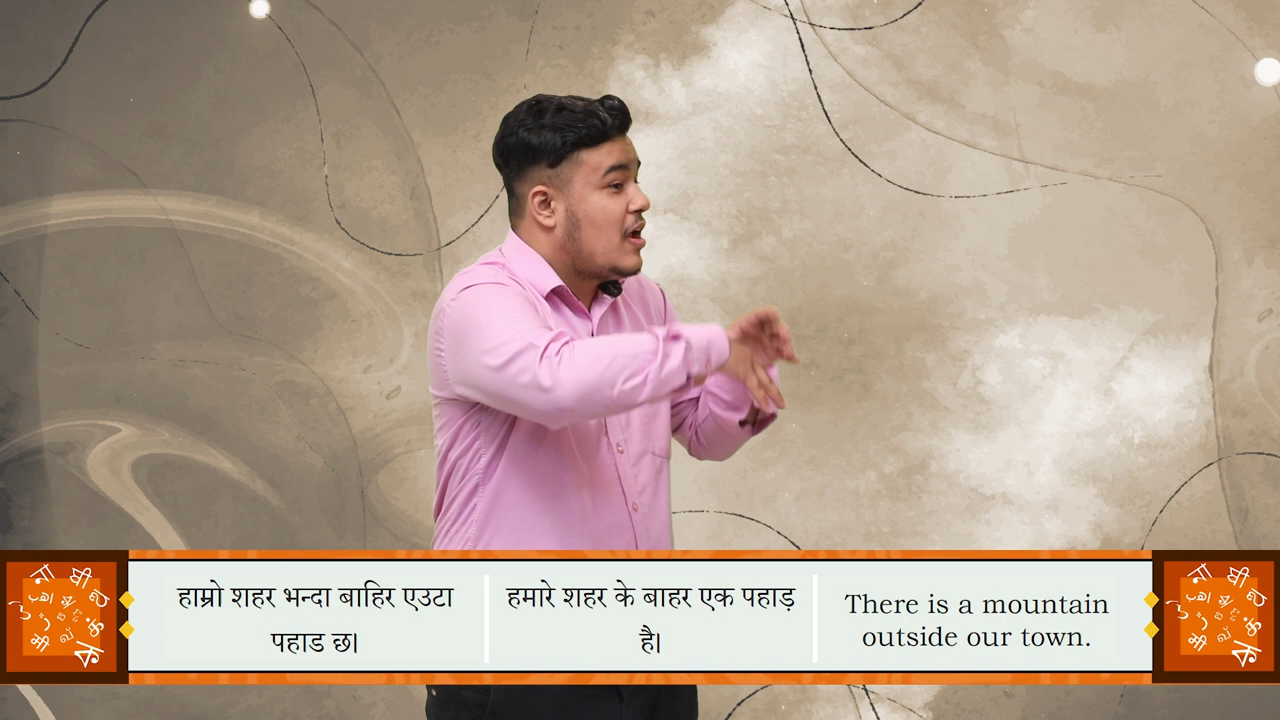 हाम्रो शहर भन्दा बाहिर एउटा
पहाड छ।
हमारे शहर के बाहर एक पहाड़
है।
There is a mountain
outside our town.